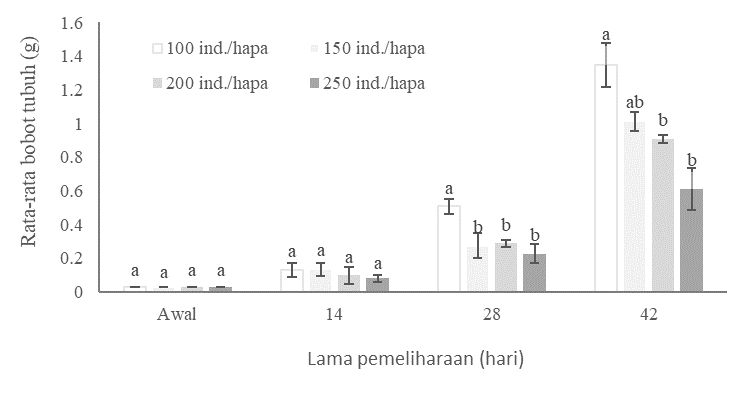 Rata-rata bobot tubuh (g)
1.6
1.4
1.2
1
0.8
0.6
0.4
0.2
0
100 ind./hapa
150 ind./hapa
200 ind./hapa
250 ind./hapa
a a a a
a a a a
a b b b
a ab b b
Awal 14 28 42
Lama pemeliharaan (hari)